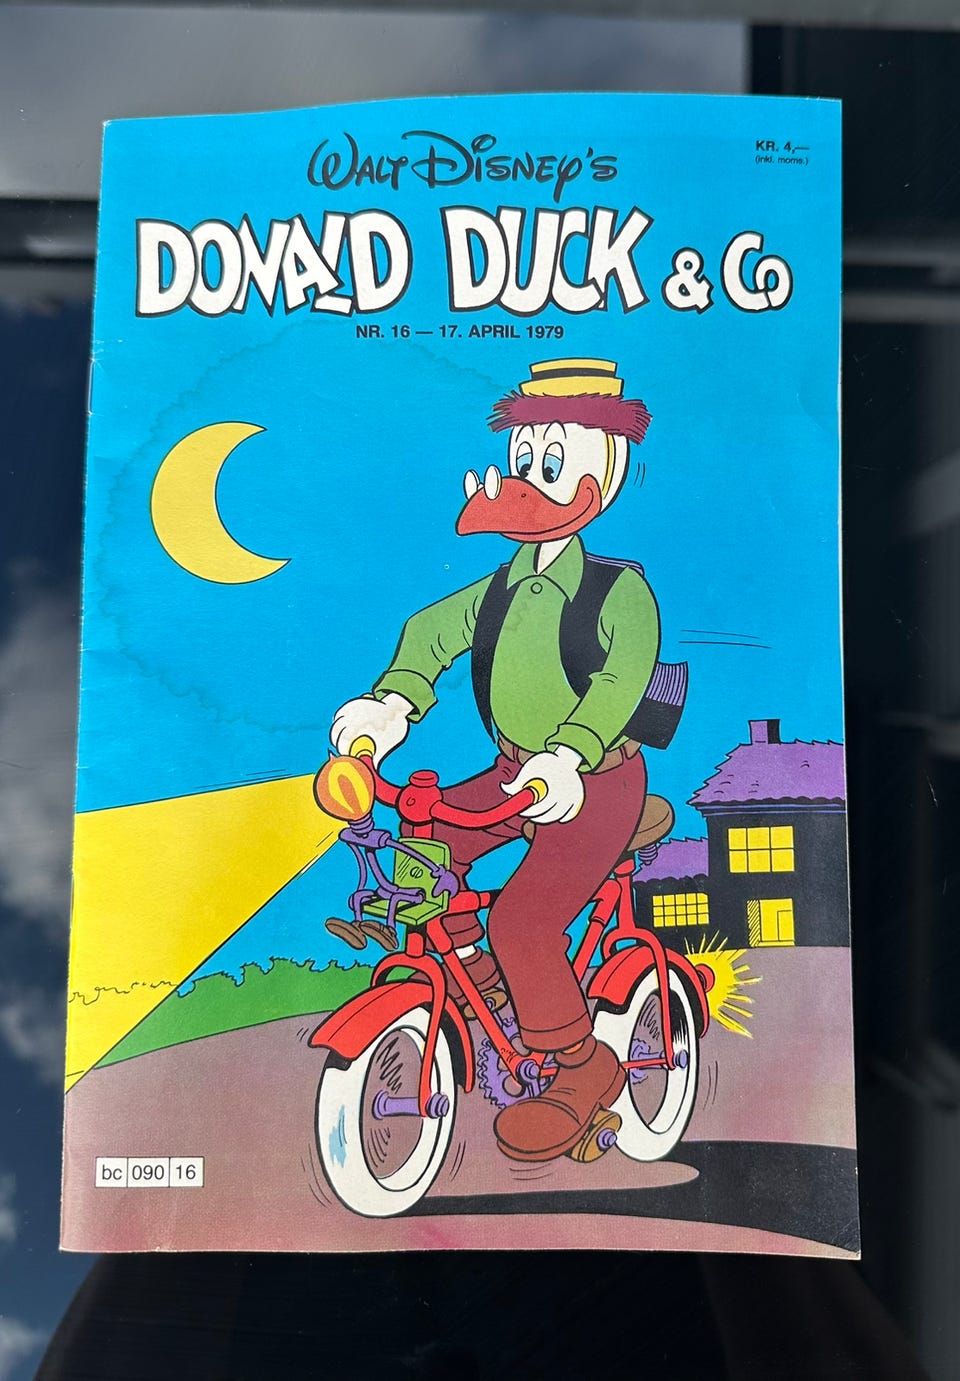 WALT DISNEY'S
KR. 4,—
(inkl. moms.)
DONALD DUCK & CO
NR. 16 — 17. APRIL 1979
bc 090 16